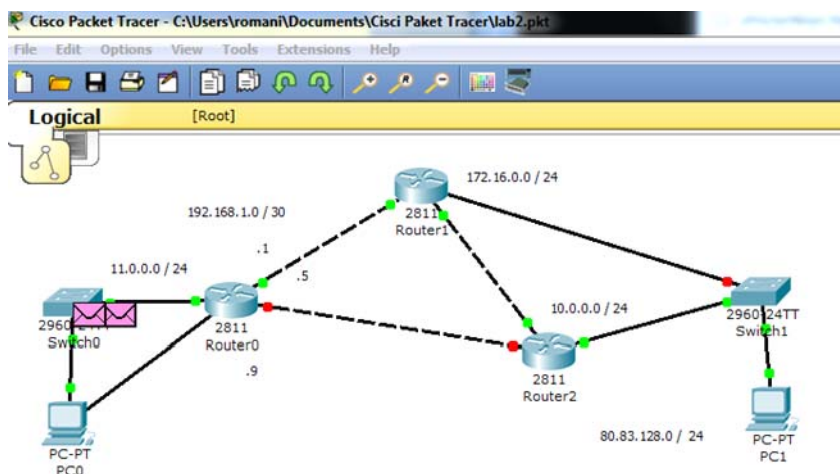 Cisco Packet Tracer - C:\Users\romani\Documents\Cisci Paket Tracer\lab2.pkt
File Edit Options View Tools Extensions Help
Logical
[Root]
172.16.0.0 / 24
2811
Router1
192.168.1.0 / 30
.1
.5
11.0.0.0 / 24
Switch0
2811
Router0
10.0.0.0 / 24
2960-24TT
Switch1
.9
2811
Router2
80.83.128.0 / 24
PC-PT
PC0
PC-PT
PC1